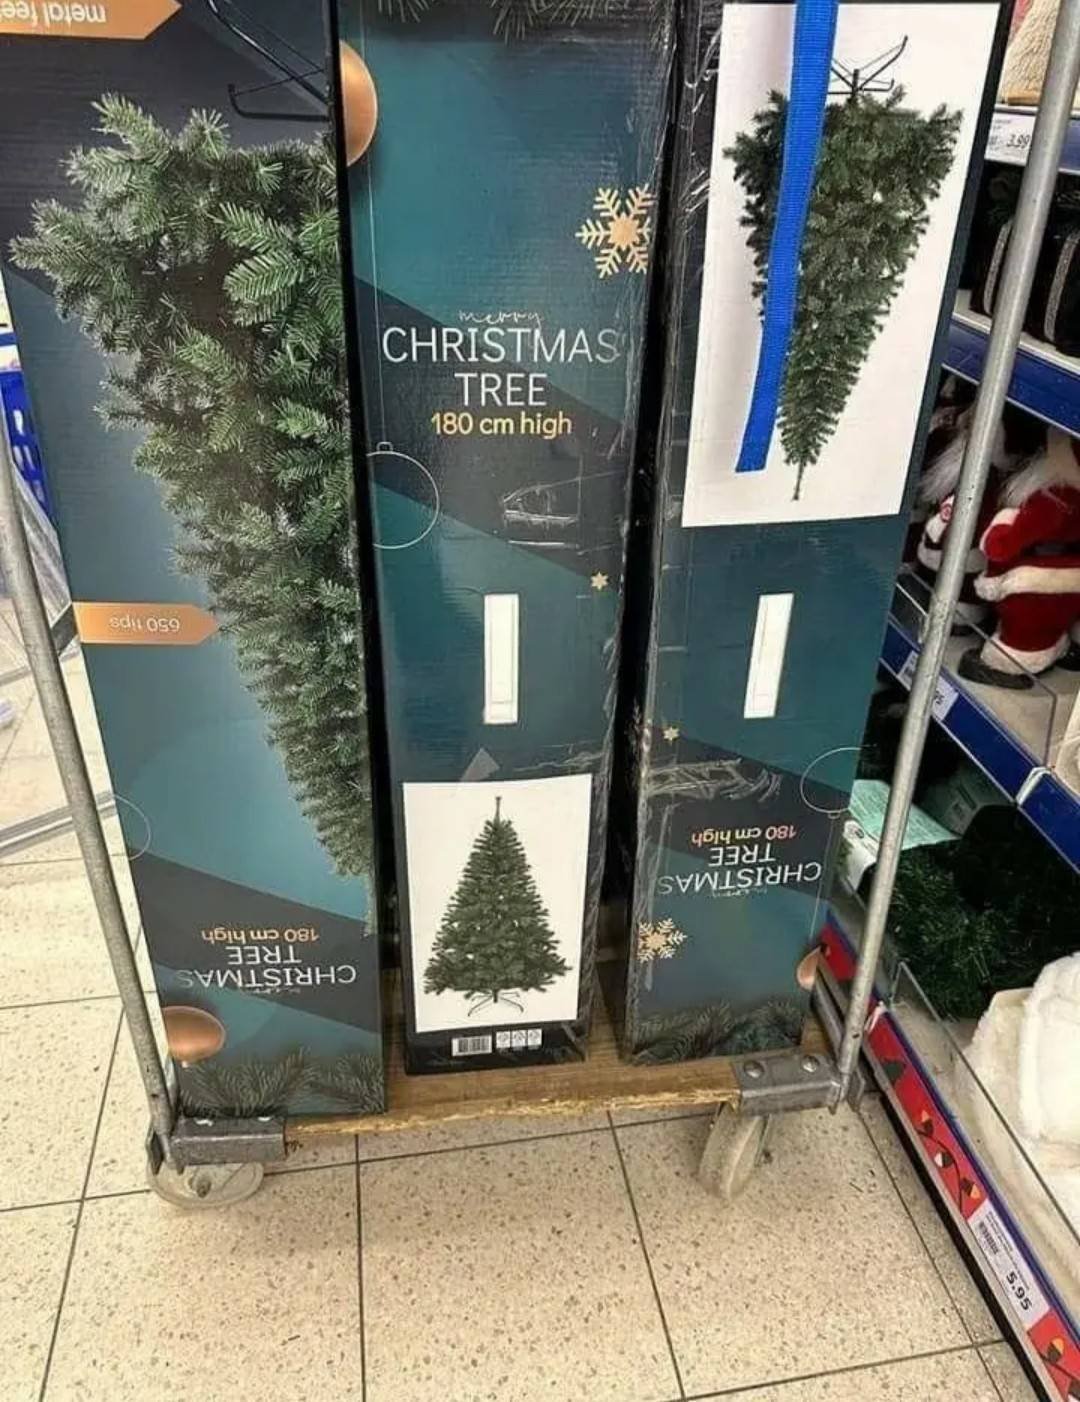 metal feet
650 tips
merry
CHRISTMAS
TREE
180 cm high
merry
CHRISTMAS
TREE
180 cm high
CHRISTMAS
TREE
180 cm high
3.99
5.95